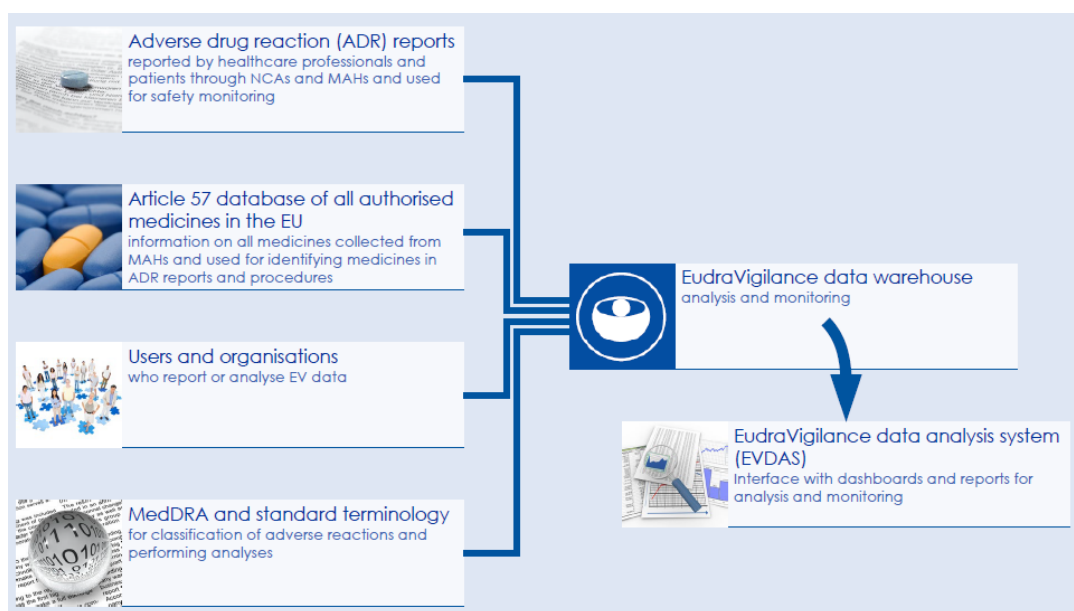 Adverse drug reaction (ADR) reports
reported by healthcare professionals and
patients through NCAs and MAHs and used
for safety monitoring
Article 57 database of all authorised
medicines in the EU
information on all medicines collected from
MAHs and used for identifying medicines in
ADR reports and procedures
Users and organisations
who report or analyse EV data
MedDRA and standard terminology
for classification of adverse reactions and
performing analyses
EudraVigilance data warehouse
analysis and monitoring
EudraVigilance data analysis system
(EVDAS)
Interface with dashboards and reports for
analysis and monitoring